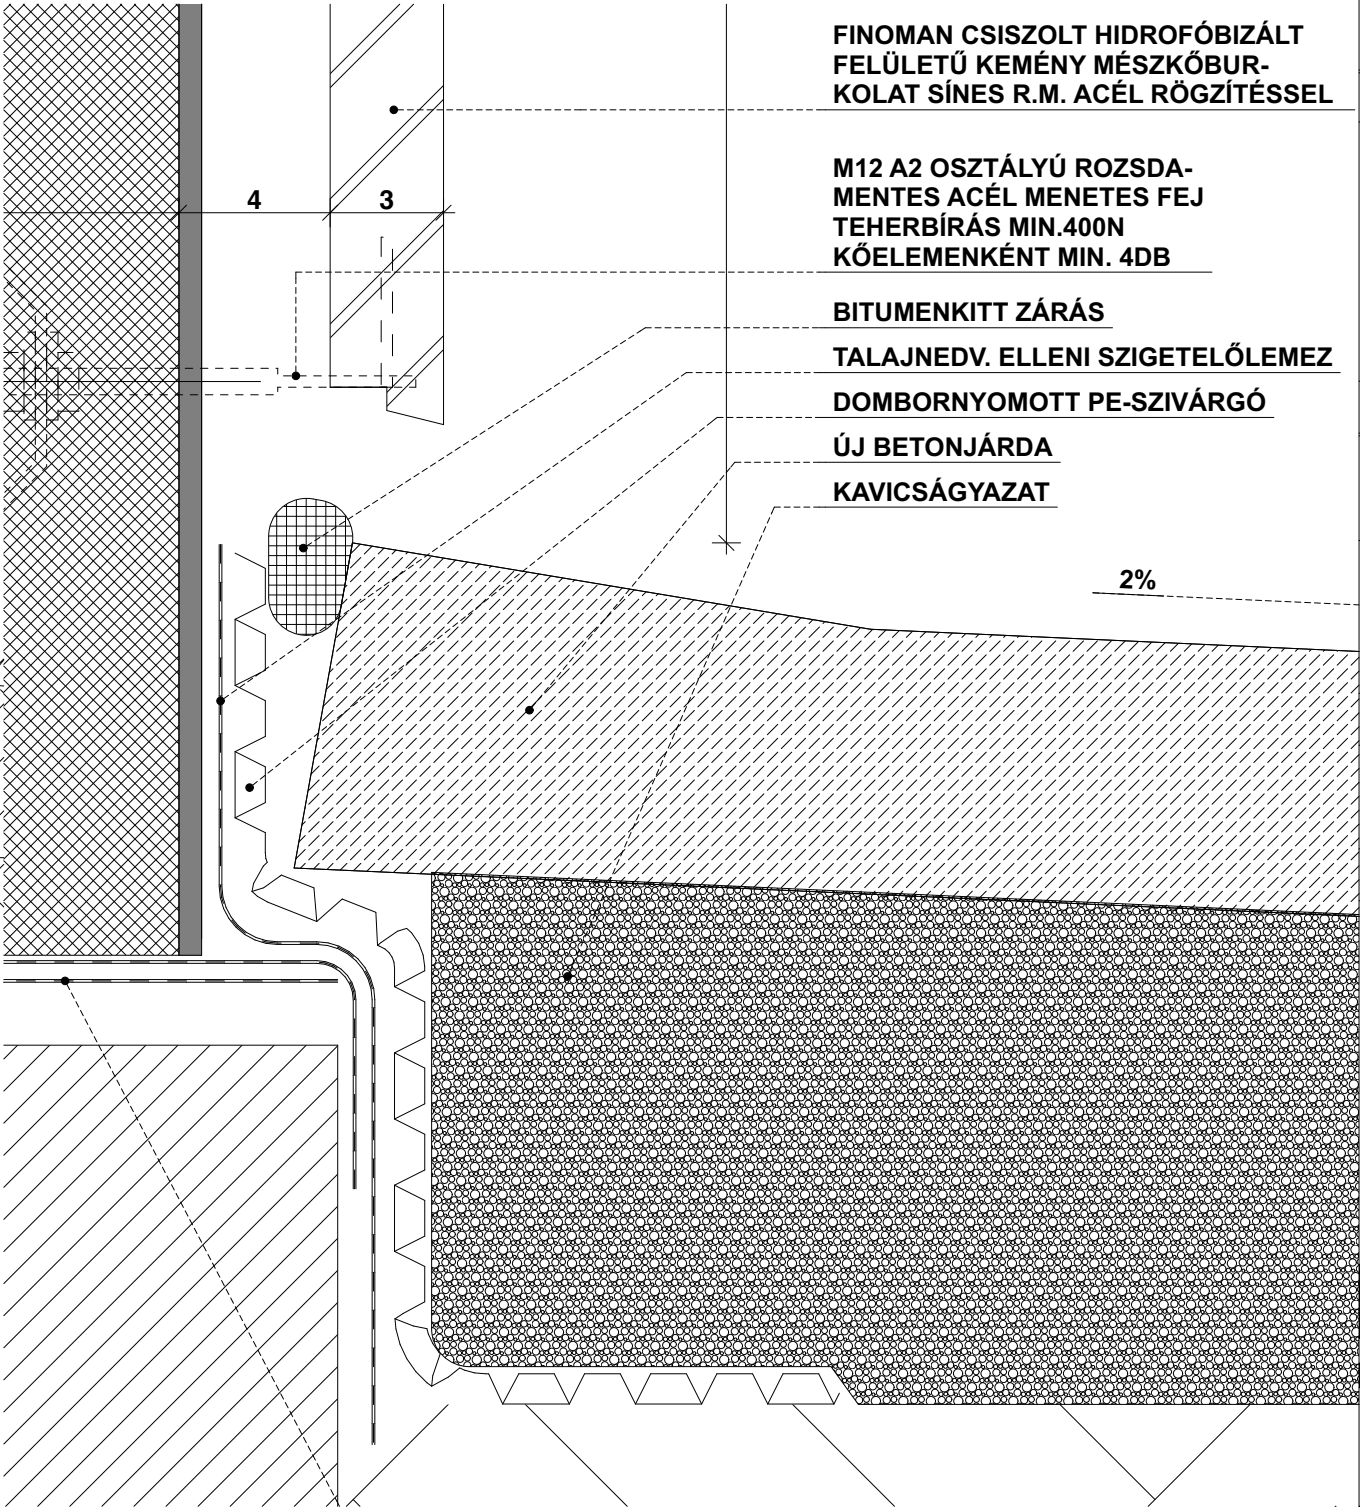 FINOMAN CSISZOLT HIDROFÓBIZÁLT
FELÜLETŰ KEMÉNY MÉSZKŐBUR-
KOLAT SÍNES R.M. ACÉL RÖGZÍTÉSSEL
M12 A2 OSZTÁLYÚ ROZSDA-
MENTES ACÉL MENETES FEJ
TEHERBÍRÁS MIN.400N
KŐELEMENKÉNT MIN. 4DB
4
3
BITUMENKITT ZÁRÁS
TALAJNEDV. ELLENI SZIGETELŐLEMEZ
DOMBORNYOMOTT PE-SZIVÁRGÓ
ÚJ BETONJÁRDA
KAVICSÁGYAZAT
2%